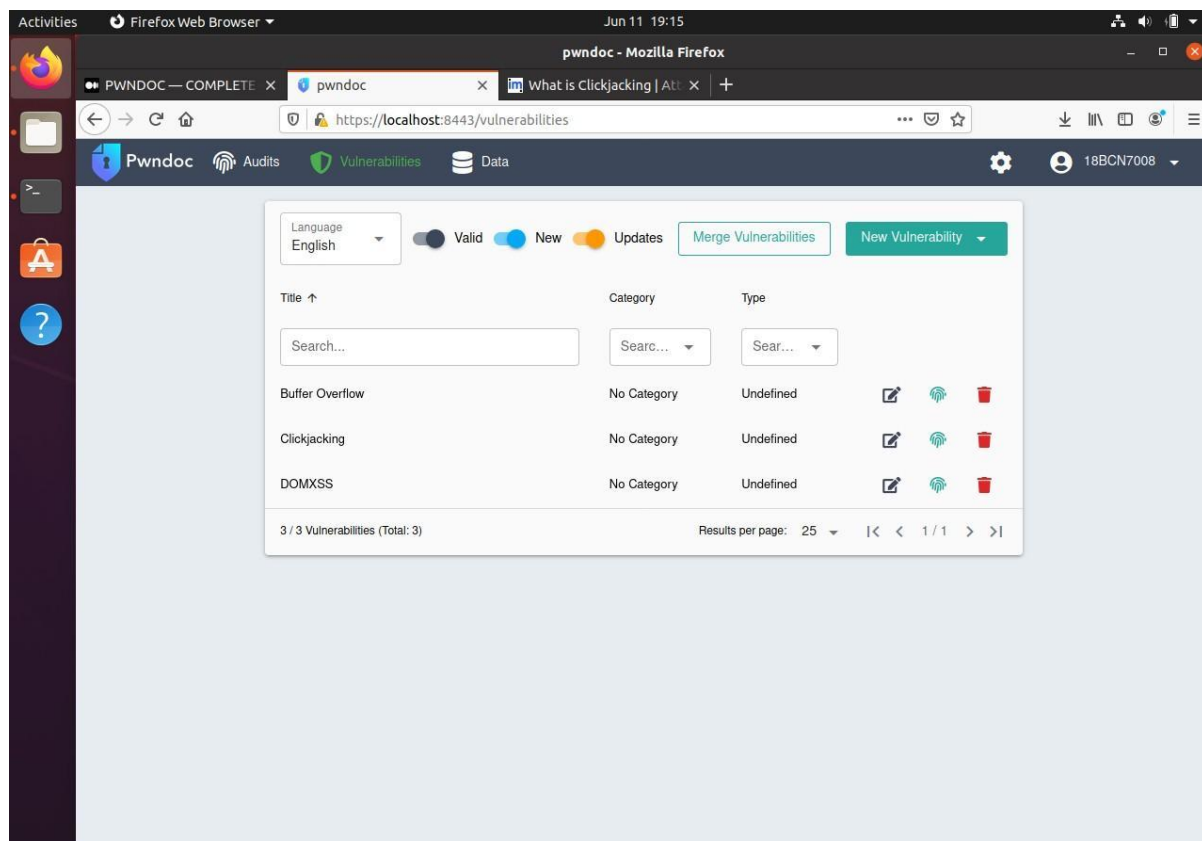 Activities Firefox Web Browser Jun 11 19:15
pwndoc - Mozilla Firefox
PWNDOC — COMPLETE pwndoc im What is Clickjacking | Att
https://localhost:8443/vulnerabilities
Pwndoc Audits Vulnerabilities Data 18BCN7008
Language
English Valid New Updates Merge Vulnerabilities New Vulnerability
Title Category Type
Search... Searc... Sear...
Buffer Overflow No Category Undefined
Clickjacking No Category Undefined
DOMXSS No Category Undefined
3 / 3 Vulnerabilities (Total: 3) Results per page: 25 1 / 1